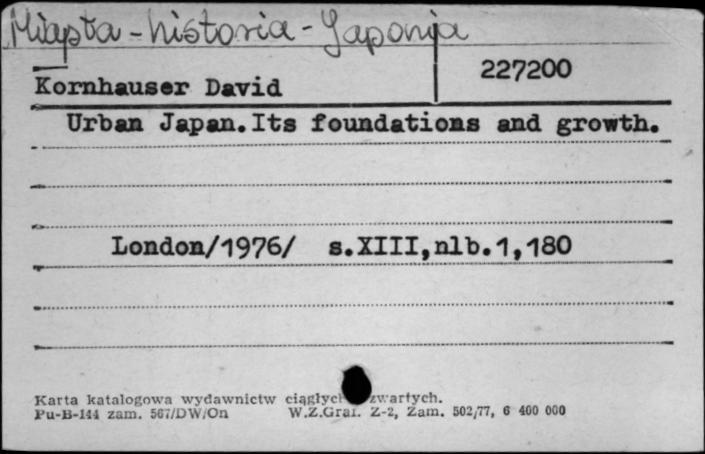 Miasta - historia - Japonja
227200
Kornhauser David
Urban Japan.Its foundations and growth.
London/1976/ s.XIII,nlb.1,180
Karta katalogowa wydawnictw ciągłych zwartych.
Pu-B-144 zam. 567/DW/On W.Z.Graf. Z-2, Zam. 502/77, 6 400 000